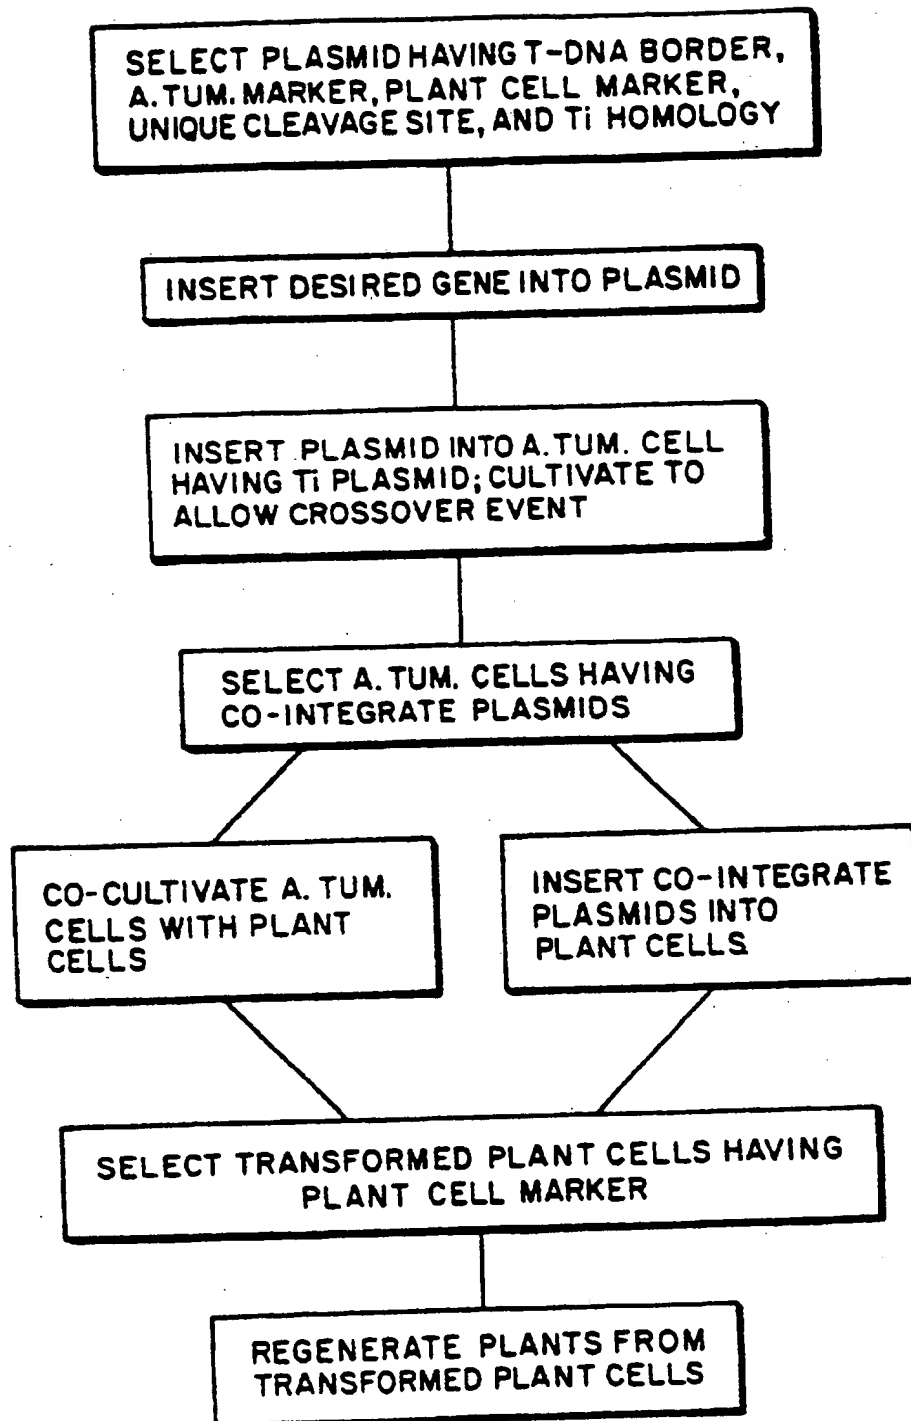 SELECT PLASMID HAVING T-DNA BORDER,
A. TUM. MARKER, PLANT CELL MARKER,
UNIQUE CLEAVAGE SITE, AND Ti HOMOLOGY
INSERT DESIRED GENE INTO PLASMID
INSERT PLASMID INTO A. TUM. CELL
HAVING Ti PLASMID; CULTIVATE TO
ALLOW CROSSOVER EVENT
SELECT A. TUM. CELLS HAVING
CO-INTEGRATE PLASMIDS
CO-CULTIVATE A. TUM.
CELLS WITH PLANT
CELLS
INSERT CO-INTEGRATE
PLASMIDS INTO
PLANT CELLS
SELECT TRANSFORMED PLANT CELLS HAVING
PLANT CELL MARKER
REGENERATE PLANTS FROM
TRANSFORMED PLANT CELLS